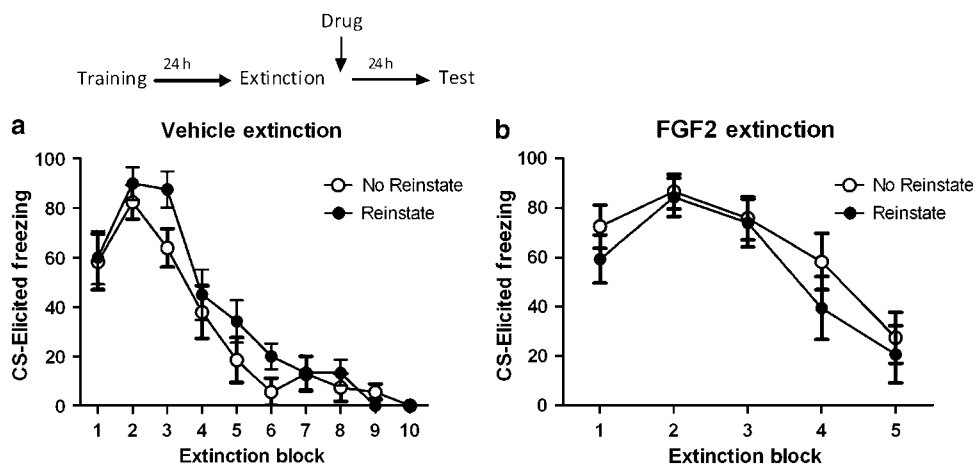 Drug
24 h
24 h
Training
Extinction
Test
a
Vehicle extinction
b
FGF2 extinction
CS-Elicited freezing
100
80
60
40
20
0
No Reinstate
Reinstate
1 2 3 4 5 6 7 8 9 10
Extinction block
CS-Elicited freezing
100
80
60
40
20
0
No Reinstate
Reinstate
1 2 3 4 5
Extinction block